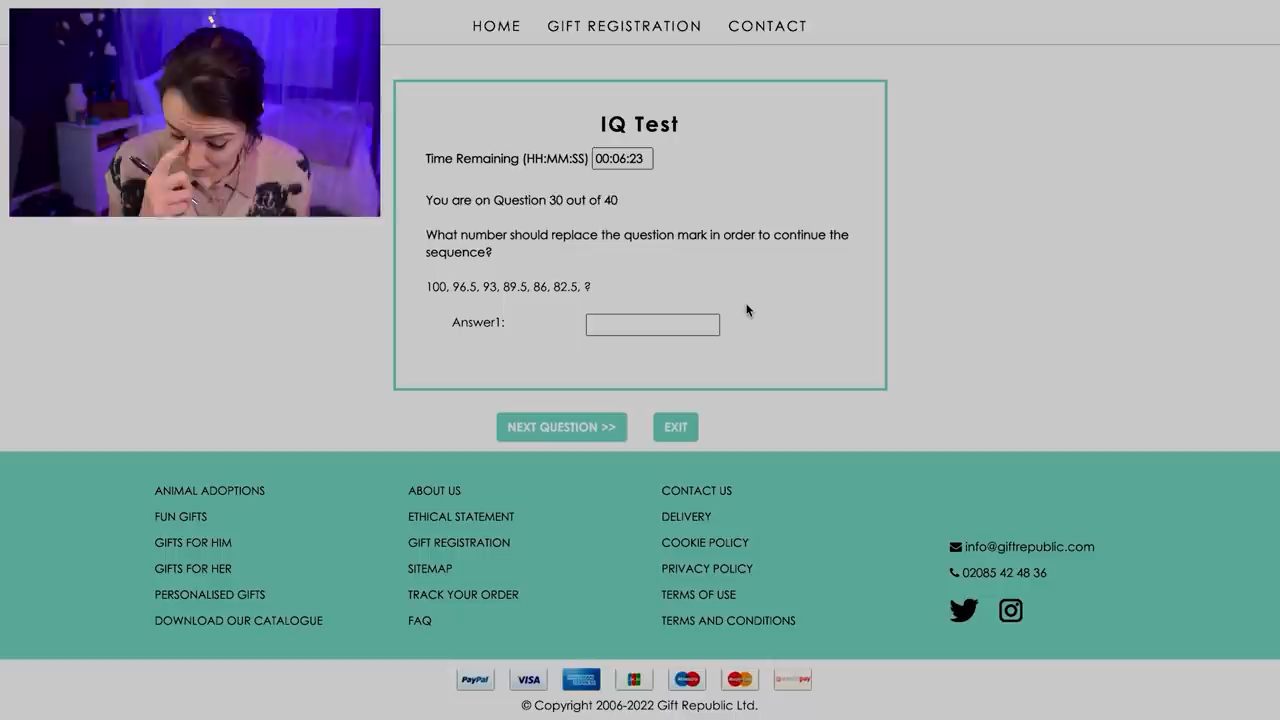 HOME GIFT REGISTRATION CONTACT
IQ Test
Time Remaining (HH:MM:SS) 00:06:23
You are on Question 30 out of 40
What number should replace the question mark in order to continue the
sequence?
100, 96.5, 93, 89.5, 86, 82.5, ?
Answer1:
NEXT QUESTION >> EXIT
ANIMAL ADOPTIONS
FUN GIFTS
GIFTS FOR HIM
GIFTS FOR HER
PERSONALISED GIFTS
DOWNLOAD OUR CATALOGUE
ABOUT US
ETHICAL STATEMENT
GIFT REGISTRATION
SITEMAP
TRACK YOUR ORDER
FAQ
CONTACT US
DELIVERY
COOKIE POLICY
PRIVACY POLICY
TERMS OF USE
TERMS AND CONDITIONS
info@giftrepublic.com
02085 42 48 36
PayPal VISA
© Copyright 2006-2022 Gift Republic Ltd.